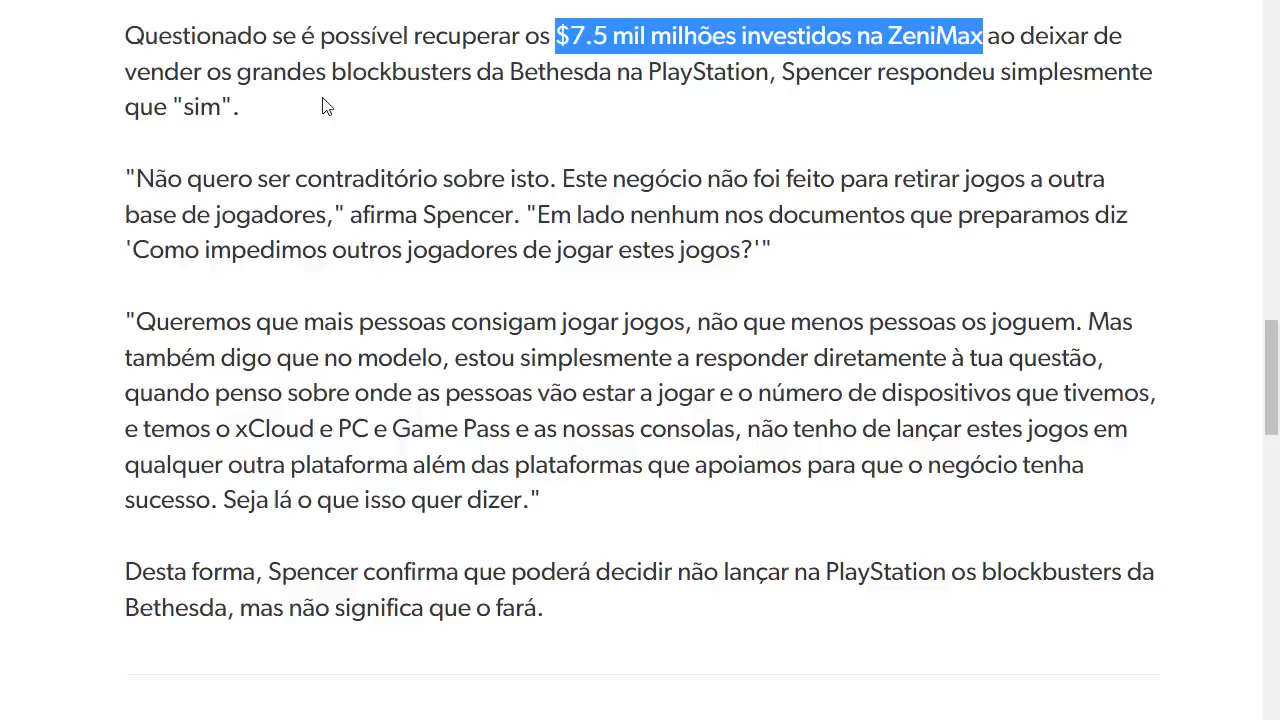 Questionado se é possível recuperar os $7.5 mil milhões investidos na ZeniMax ao deixar de
vender os grandes blockbusters da Bethesda na PlayStation, Spencer respondeu simplesmente
que "sim".
"Não quero ser contraditório sobre isto. Este negócio não foi feito para retirar jogos a outra
base de jogadores," afirma Spencer. "Em lado nenhum nos documentos que preparamos diz
'Como impedimos outros jogadores de jogar estes jogos?'"
"Queremos que mais pessoas consigam jogar jogos, não que menos pessoas os joguem. Mas
também digo que no modelo, estou simplesmente a responder diretamente à tua questão,
quando penso sobre onde as pessoas vão estar a jogar e o número de dispositivos que tivemos,
e temos o xCloud e PC e Game Pass e as nossas consolas, não tenho de lançar estes jogos em
qualquer outra plataforma além das plataformas que apoiamos para que o negócio tenha
sucesso. Seja lá o que isso quer dizer."
Desta forma, Spencer confirma que poderá decidir não lançar na PlayStation os blockbusters da
Bethesda, mas não significa que o fará.